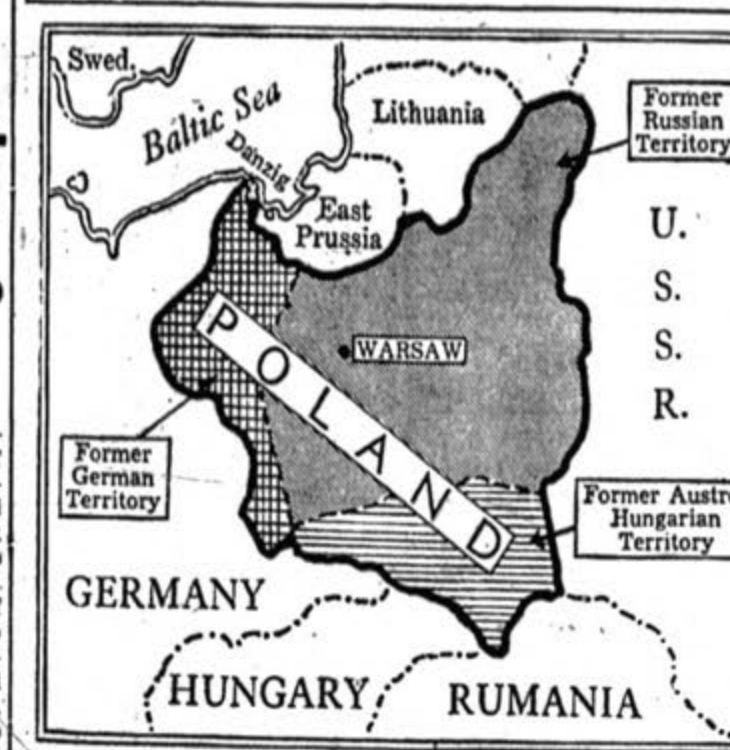 Swed.
Baltic Sea
Danzig
Lithuania
Former
Russian
Territory
East
Prussia
U.
S.
S.
R.
POLAND
WARSAW
Former
German
Territory
Former Austro
Hungarian
Territory
GERMANY
HUNGARY
RUMANIA